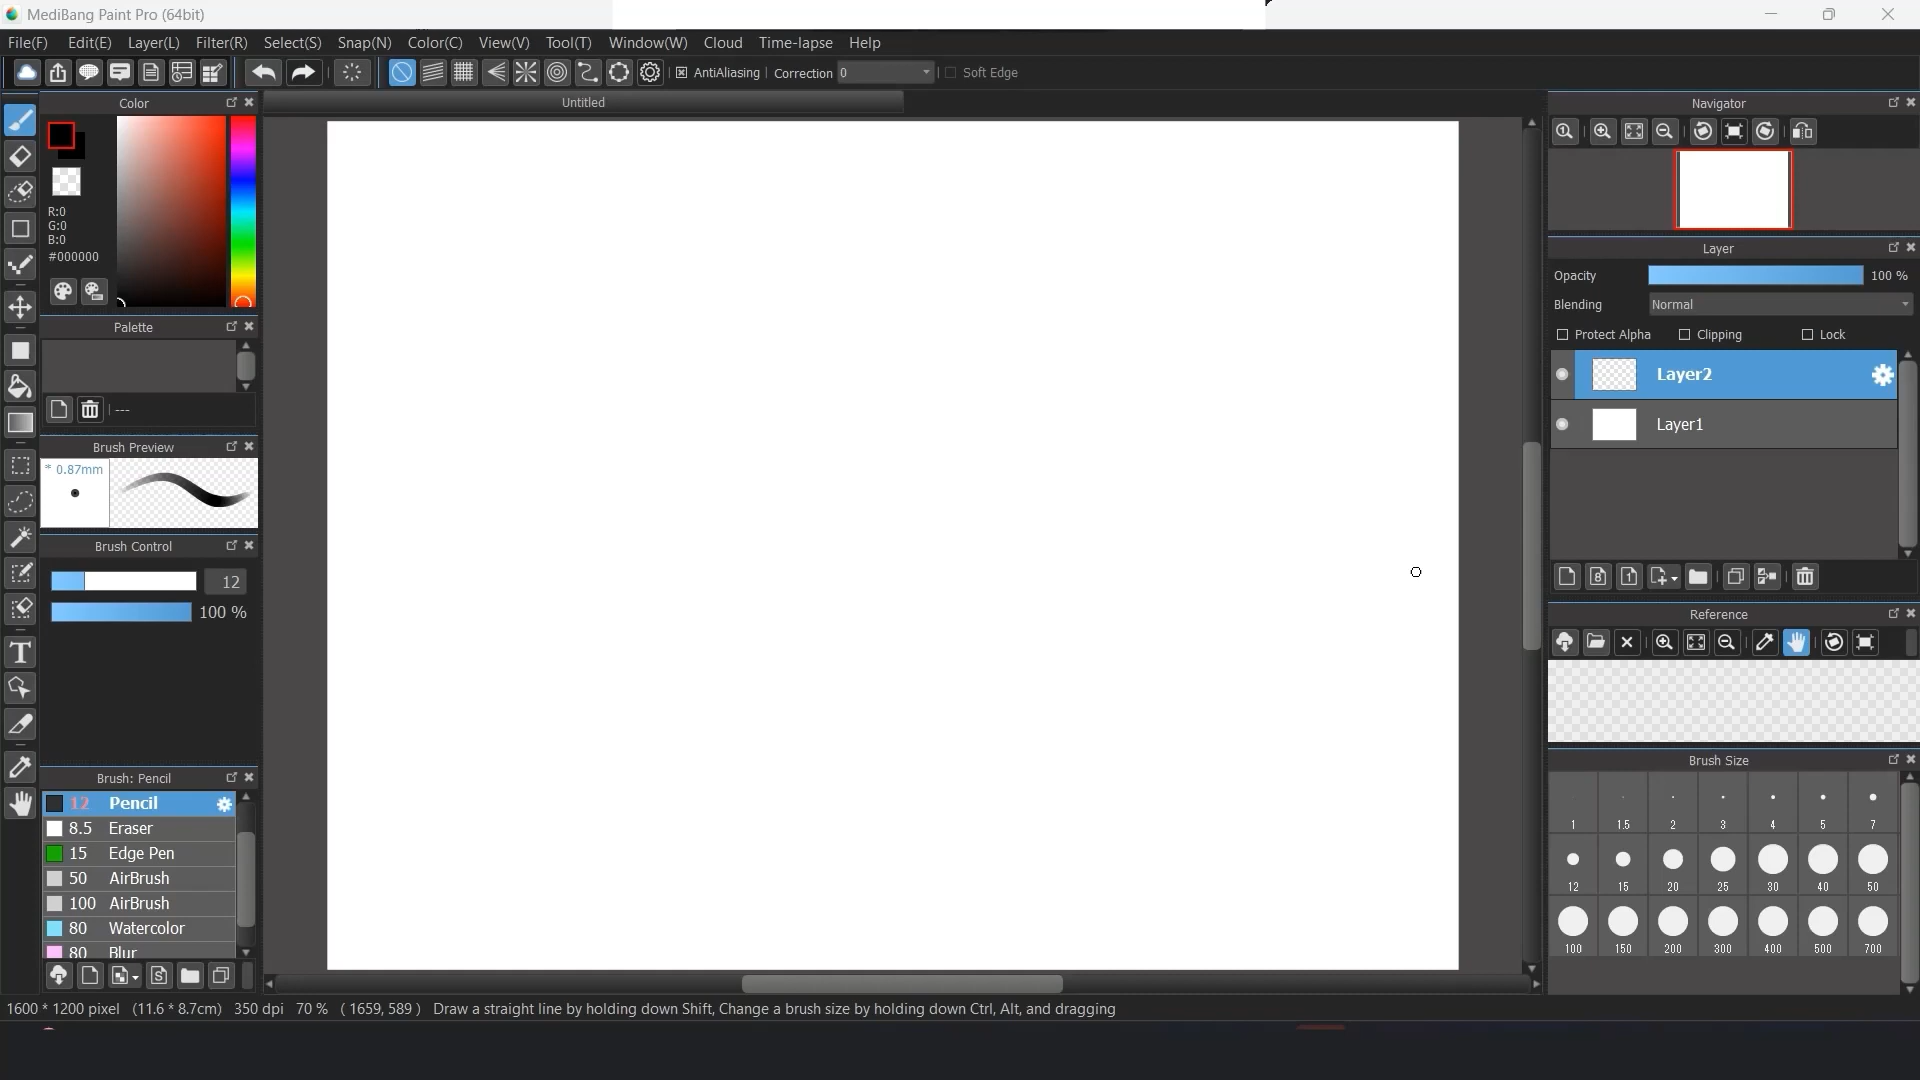 MediBang Paint Pro (64bit)
File(F) Edit(E) Layer(L) Filter(R) Select(S) Snap(N) Color(C) View(V) Tool(T) Window(W) Cloud Time-lapse Help
AntiAliasing Correction 0 Soft Edge
Untitled
Color
R:0
G:0
B:0
#000000
Palette
---
Brush Preview
* 0.87mm
Brush Control
12
100 %
Brush: Pencil
12 Pencil
8.5 Eraser
15 Edge Pen
50 AirBrush
100 AirBrush
80 Watercolor
80 Blur
Navigator
Layer
Opacity 100 %
Blending Normal
Protect Alpha Clipping Lock
Layer2
Layer1
Reference
Brush Size
1 1.5 2 3 4 5 7
12 15 20 25 30 40 50
100 150 200 300 400 500 700
1600 * 1200 pixel (11.6 * 8.7cm) 350 dpi 70 % ( 1659, 589 ) Draw a straight line by holding down Shift, Change a brush size by holding down Ctrl, Alt, and dragging